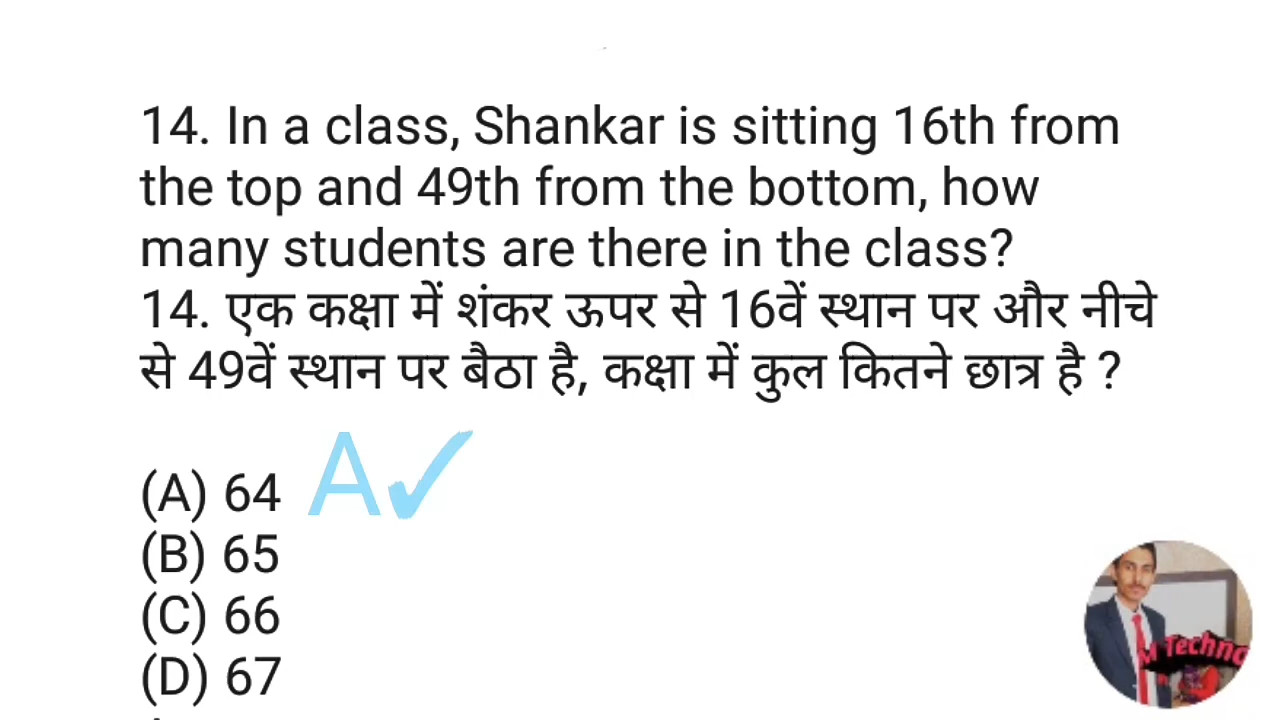 14. In a class, Shankar is sitting 16th from
the top and 49th from the bottom, how
many students are there in the class?
14. एक कक्षा में शंकर ऊपर से 16वें स्थान पर और नीचे
से 49वें स्थान पर बैठा है, कक्षा में कुल कितने छात्र है ?
(A) 64 A✓
(B) 65
(C) 66
(D) 67
M Techno